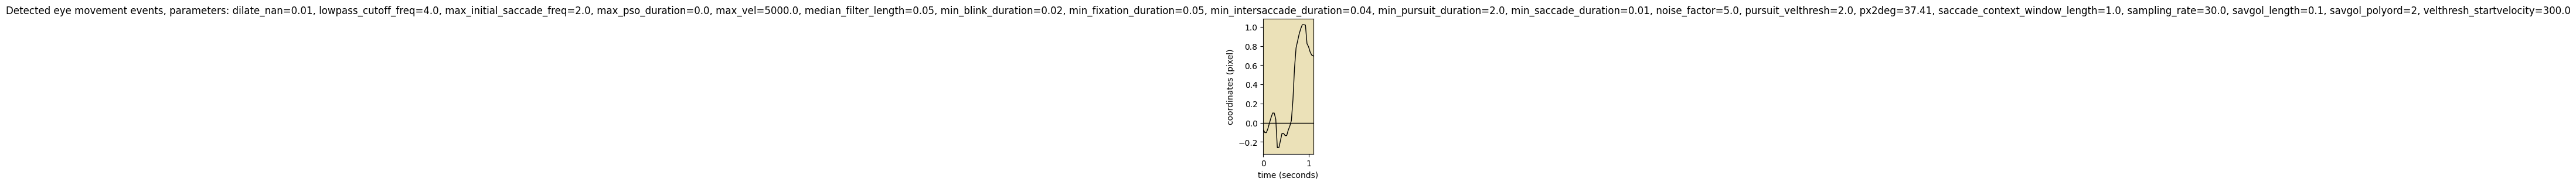 Detected eye movement events, parameters: dilate_nan=0.01, lowpass_cutoff_freq=4.0, max_initial_saccade_freq=2.0, max_pso_duration=0.0, max_vel=5000.0, median_filter_length=0.05, min_blink_duration=0.02, min_fixation_duration=0.05, min_intersaccade_duration=0.04, min_pursuit_duration=2.0, min_saccade_duration=0.01, noise_factor=5.0, pursuit_velthresh=2.0, px2deg=37.41, saccade_context_window_length=1.0, sampling_rate=30.0, savgol_length=0.1, savgol_polyord=2, velthresh_startvelocity=300.0
coordinates (pixel)
1.0
0.8
0.6
0.4
0.2
0.0
−0.2
0 1
time (seconds)